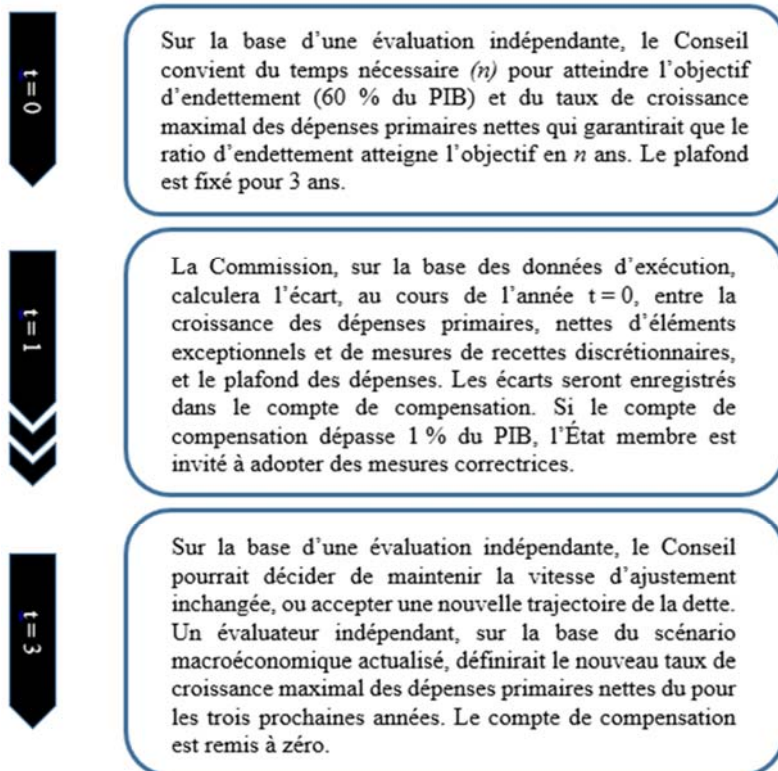 t = 0
Sur la base d’une évaluation indépendante, le Conseil
convient du temps nécessaire (n) pour atteindre l’objectif
d’endettement (60 % du PIB) et du taux de croissance
maximal des dépenses primaires nettes qui garantirait que le
ratio d’endettement atteigne l’objectif en n ans. Le plafond
est fixé pour 3 ans.
t = 1
La Commission, sur la base des données d’exécution,
calculera l’écart, au cours de l’année t = 0, entre la
croissance des dépenses primaires, nettes d’éléments
exceptionnels et de mesures de recettes discrétionnaires,
et le plafond des dépenses. Les écarts seront enregistrés
dans le compte de compensation. Si le compte de
compensation dépasse 1 % du PIB, l’État membre est
invité à adopter des mesures correctrices.
t = 3
Sur la base d’une évaluation indépendante, le Conseil
pourrait décider de maintenir la vitesse d’ajustement
inchangée, ou accepter une nouvelle trajectoire de la dette.
Un évaluateur indépendant, sur la base du scénario
macroéconomique actualisé, définirait le nouveau taux de
croissance maximal des dépenses primaires nettes du pour
les trois prochaines années. Le compte de compensation
est remis à zéro.